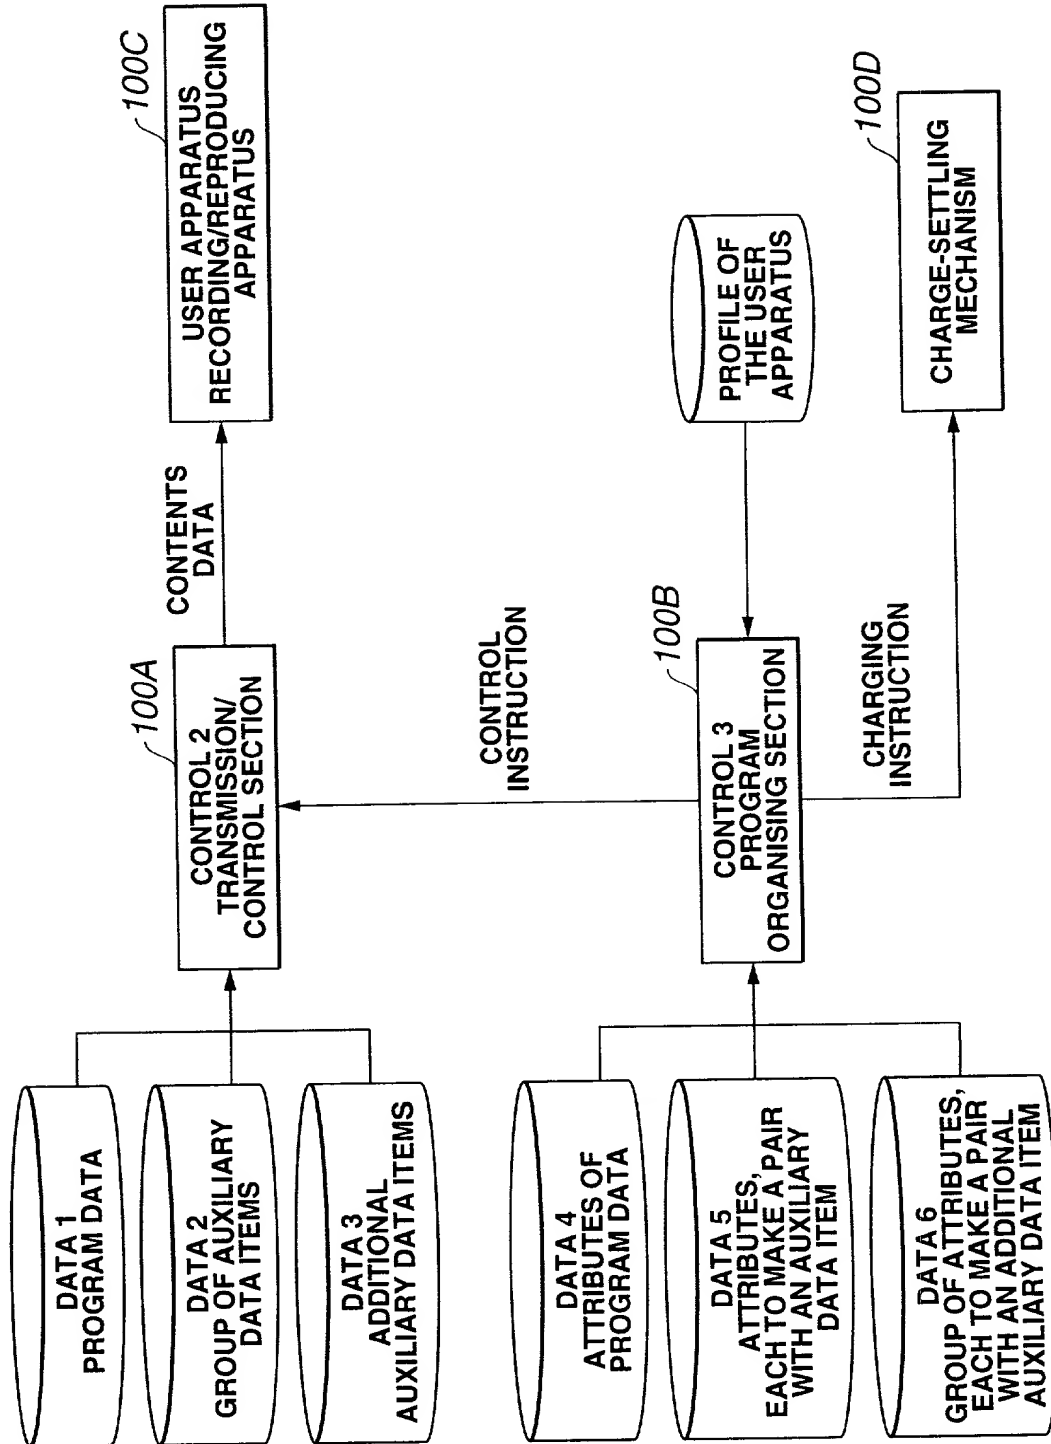 DATA 1
PROGRAM DATA
DATA 2
GROUP OF AUXILIARY
DATA ITEMS
DATA 3
ADDITIONAL
AUXILIARY DATA ITEMS
100A
CONTROL 2
TRANSMISSION/
CONTROL SECTION
CONTENTS
DATA
100C
USER APPARATUS
RECORDING/REPRODUCING
APPARATUS
CONTROL
INSTRUCTION
DATA 4
ATTRIBUTES OF
PROGRAM DATA
DATA 5
ATTRIBUTES,
EACH TO MAKE A PAIR
WITH AN AUXILIARY
DATA ITEM
DATA 6
GROUP OF ATTRIBUTES,
EACH TO MAKE A PAIR
WITH AN ADDITIONAL
AUXILIARY DATA ITEM
100B
CONTROL 3
PROGRAM
ORGANISING SECTION
PROFILE OF
THE USER
APPARATUS
CHARGING
INSTRUCTION
100D
CHARGE-SETTLING
MECHANISM